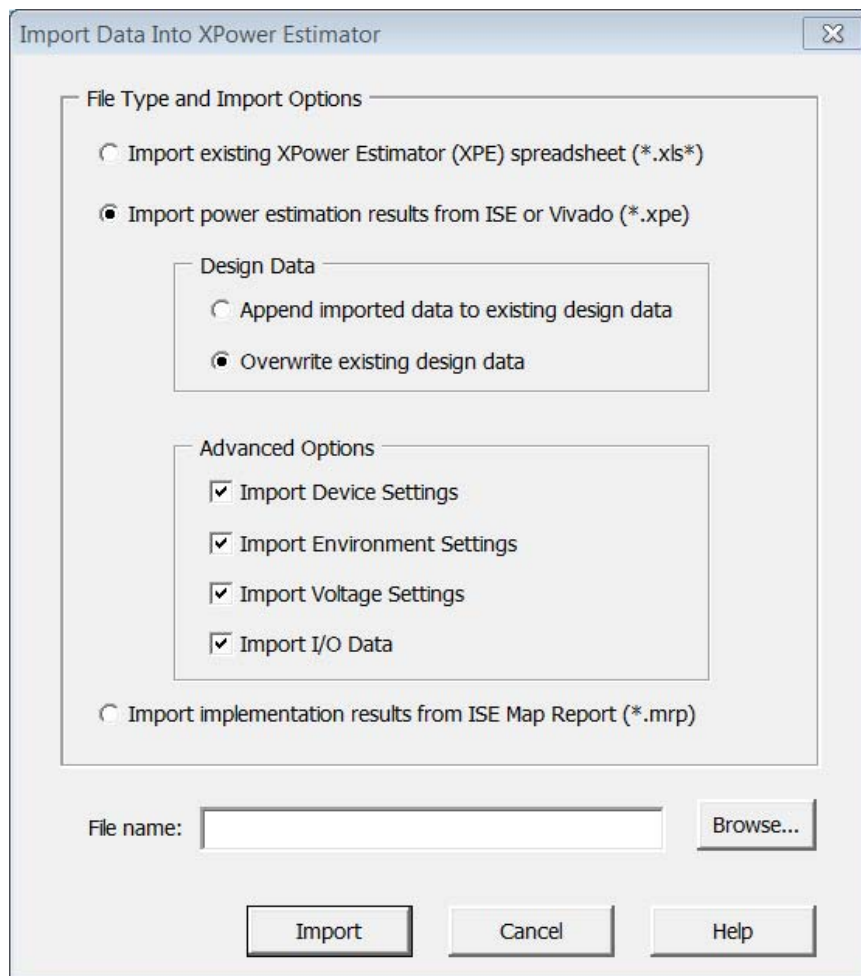 Import Data Into XPower Estimator
File Type and Import Options
Import existing XPower Estimator (XPE) spreadsheet (*.xls*)
Import power estimation results from ISE or Vivado (*.xpe)
Design Data
Append imported data to existing design data
Overwrite existing design data
Advanced Options
Import Device Settings
Import Environment Settings
Import Voltage Settings
Import I/O Data
Import implementation results from ISE Map Report (*.mrp)
File name:
Browse...
Import
Cancel
Help